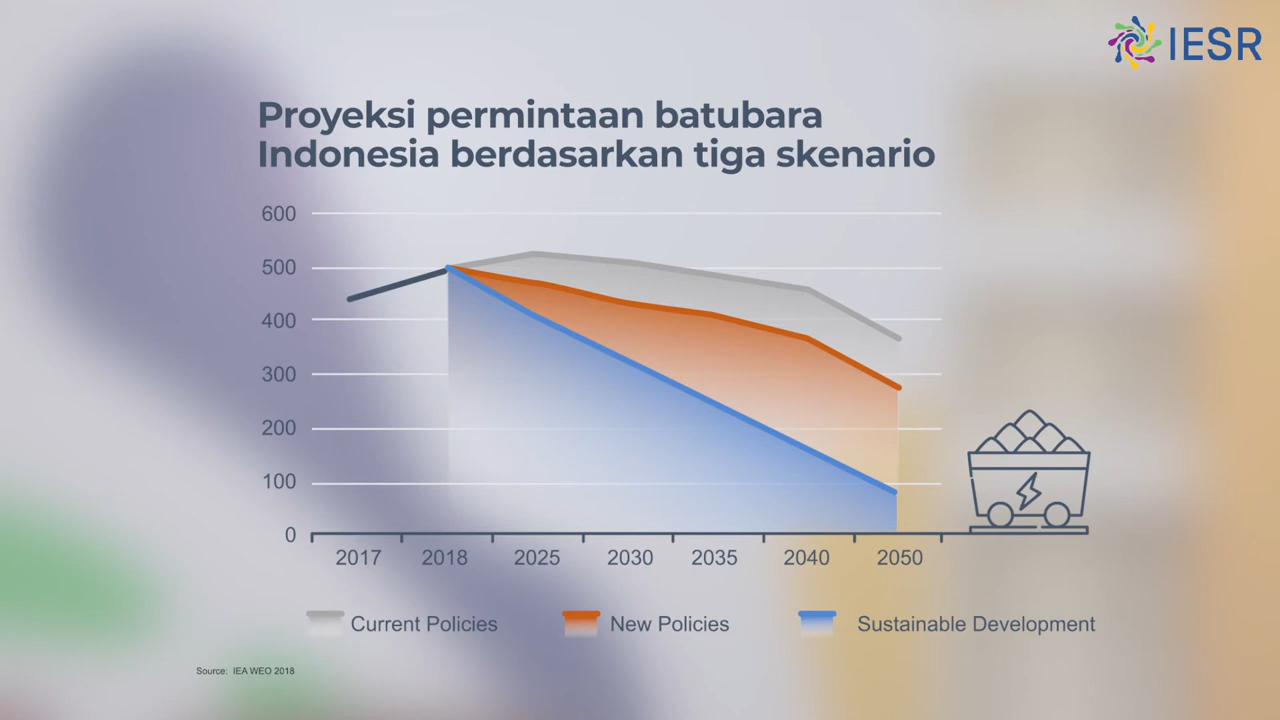 IESR
Proyeksi permintaan batubara
Indonesia berdasarkan tiga skenario
600
500
400
300
200
100
0
2017 2018 2025 2030 2035 2040 2050
Current Policies New Policies Sustainable Development
Source: IEA WEO 2018